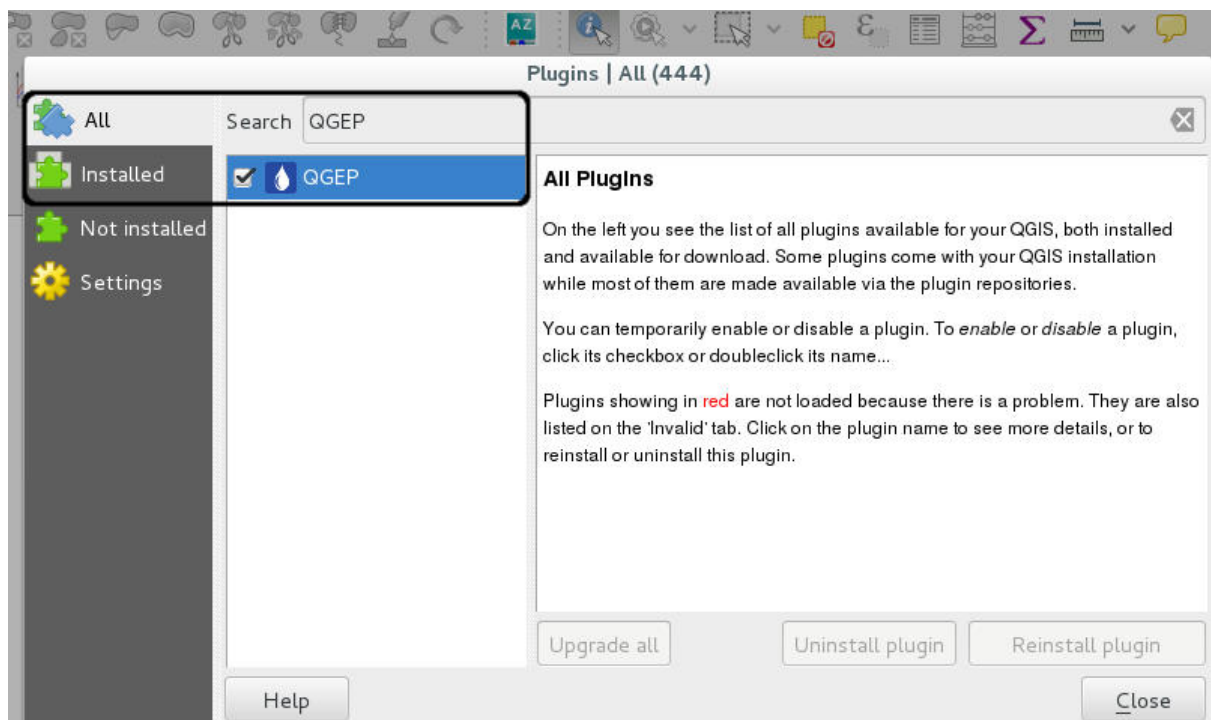 AZ
ε
Σ
Plugins | All (444)
All
Search QGEP
Installed
QGEP
Not installed
Settings
All Plugins
On the left you see the list of all plugins available for your QGIS, both installed
and available for download. Some plugins come with your QGIS installation
while most of them are made available via the plugin repositories.
You can temporarily enable or disable a plugin. To enable or disable a plugin,
click its checkbox or doubleclick its name...
Plugins showing in red are not loaded because there is a problem. They are also
listed on the 'Invalid' tab. Click on the plugin name to see more details, or to
reinstall or uninstall this plugin.
Upgrade all
Uninstall plugin
Reinstall plugin
Help
Close